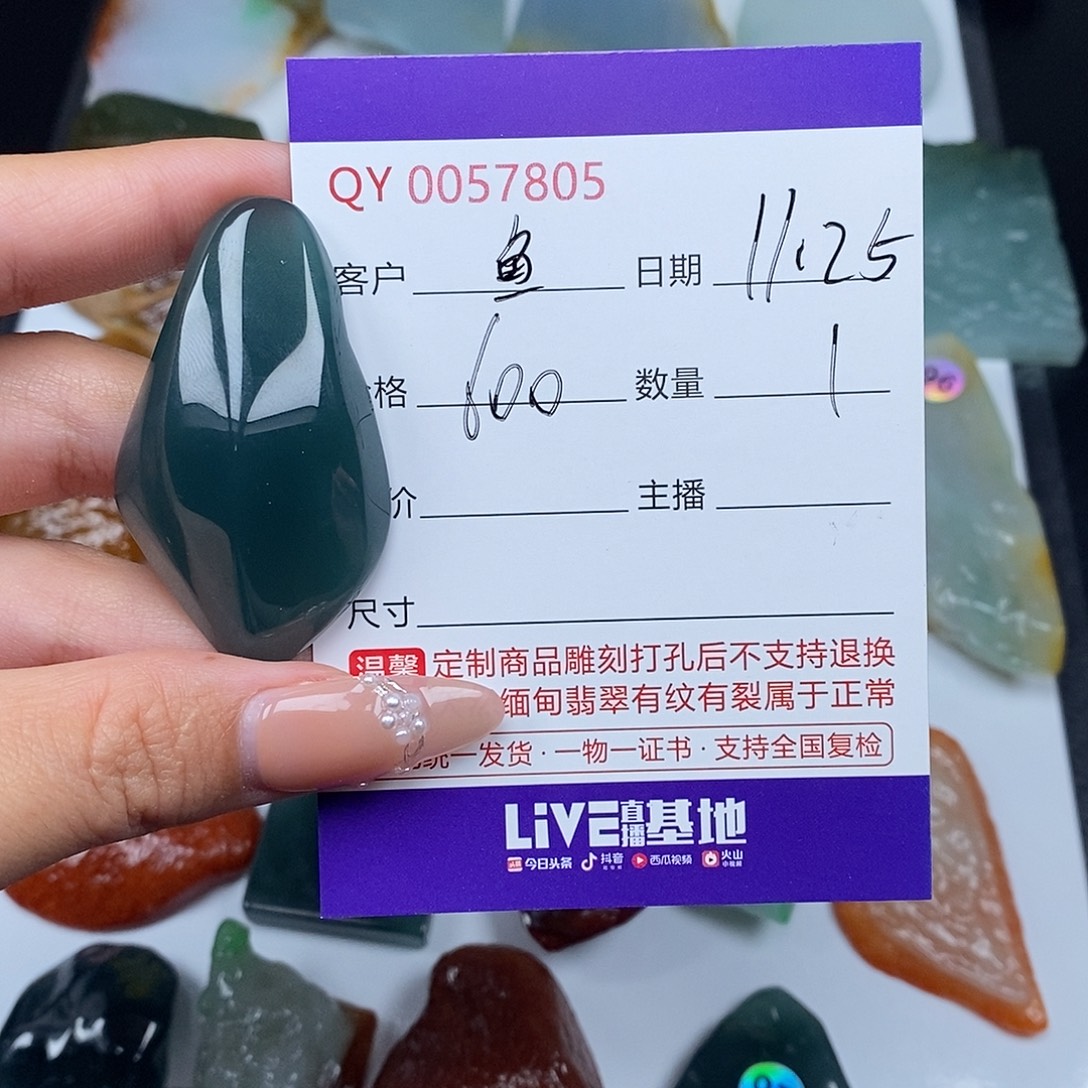 QY 0057805
客户 鱼 日期 11.25
格 600 数量 1
价 主播
尺寸
温馨 定制商品雕刻打孔后不支持退换
缅甸翡翠有纹有裂属于正常
统一发货·一物一证书·支持全国复检
LiVE直播基地
今日头条 抖音 西瓜视频 火山